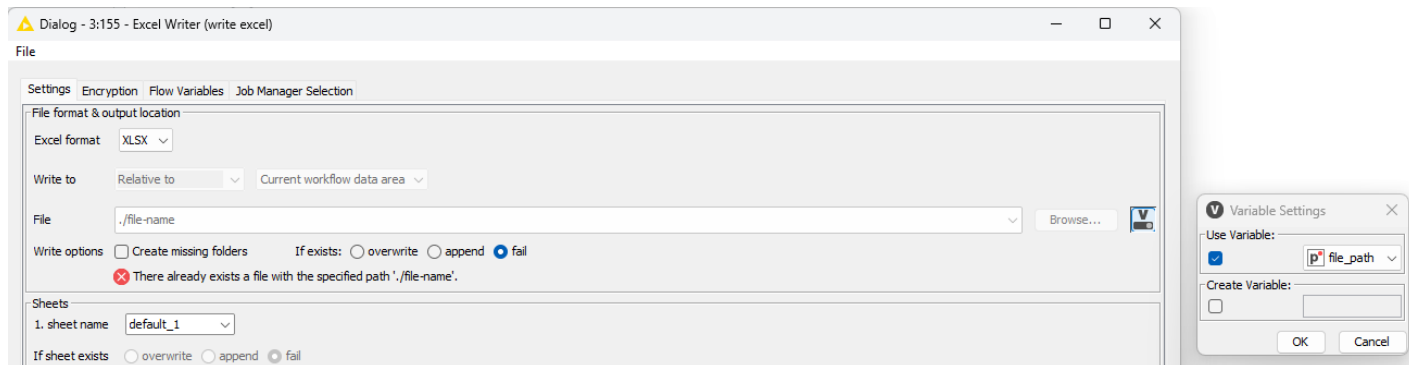 Dialog - 3:155 - Excel Writer (write excel)
File
Settings Encryption Flow Variables Job Manager Selection
File format & output location
Excel format XLSX
Write to Relative to Current workflow data area
File ./file-name Browse... V
Write options Create missing folders If exists: overwrite append fail
There already exists a file with the specified path './file-name'.
Sheets
1. sheet name default_1
If sheet exists overwrite append fail
V Variable Settings
Use Variable:
P file_path
Create Variable:
OK Cancel